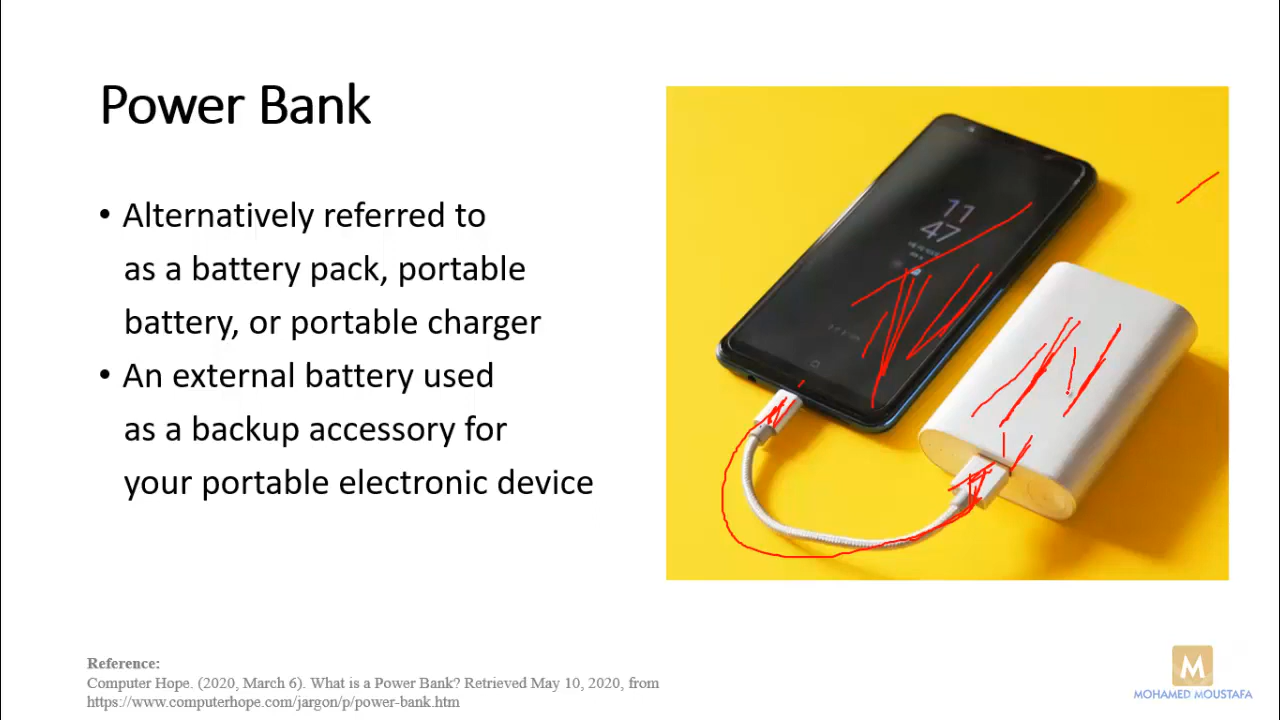 Power Bank
• Alternatively referred to
as a battery pack, portable
battery, or portable charger
• An external battery used
as a backup accessory for
your portable electronic device
11
47
Reference:
Computer Hope. (2020, March 6). What is a Power Bank? Retrieved May 10, 2020, from
https://www.computerhope.com/jargon/p/power-bank.htm
M
MOHAMED MOUSTAFA